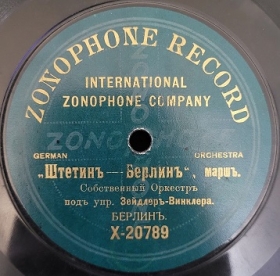 ZONOPHONE RECORD
INTERNATIONAL
ZONOPHONE COMPANY
GERMAN ORCHESTRA
„Штетинъ — Берлинъ“, маршъ.
Собственный Оркестръ
подъ упр. Зейдлеръ-Винклера.
БЕРЛИНЪ.
X-20789